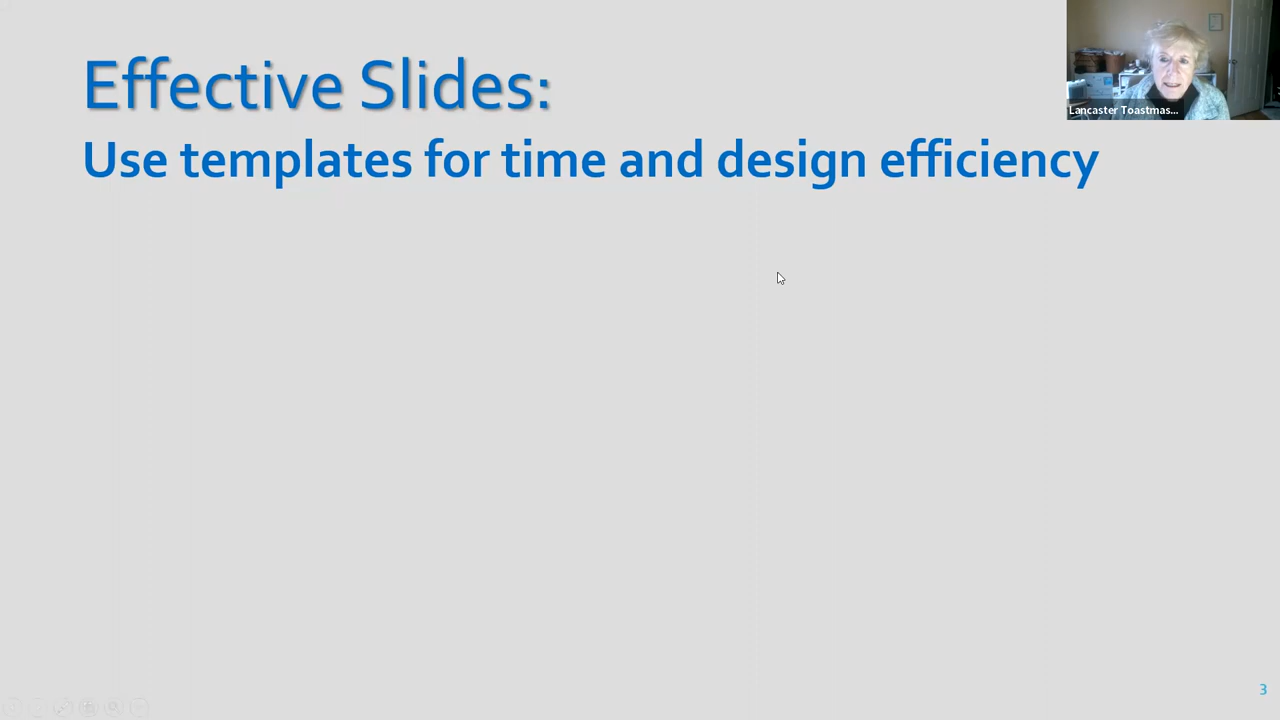 Effective Slides:
Use templates for time and design efficiency
Lancaster Toastmas...
3